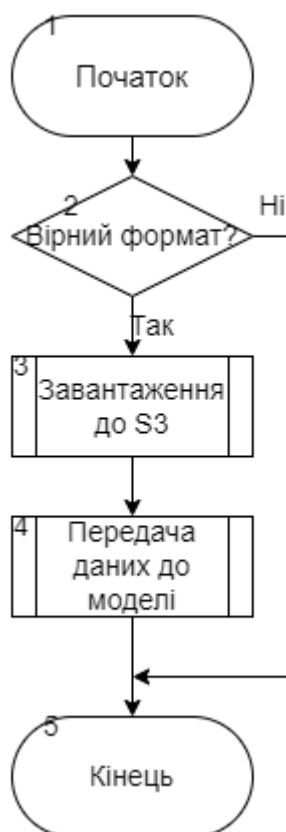 1
Початок
2
Ні
Вірний формат?
Так
3
Завантаження
до S3
4
Передача
даних до
моделі
5
Кінець